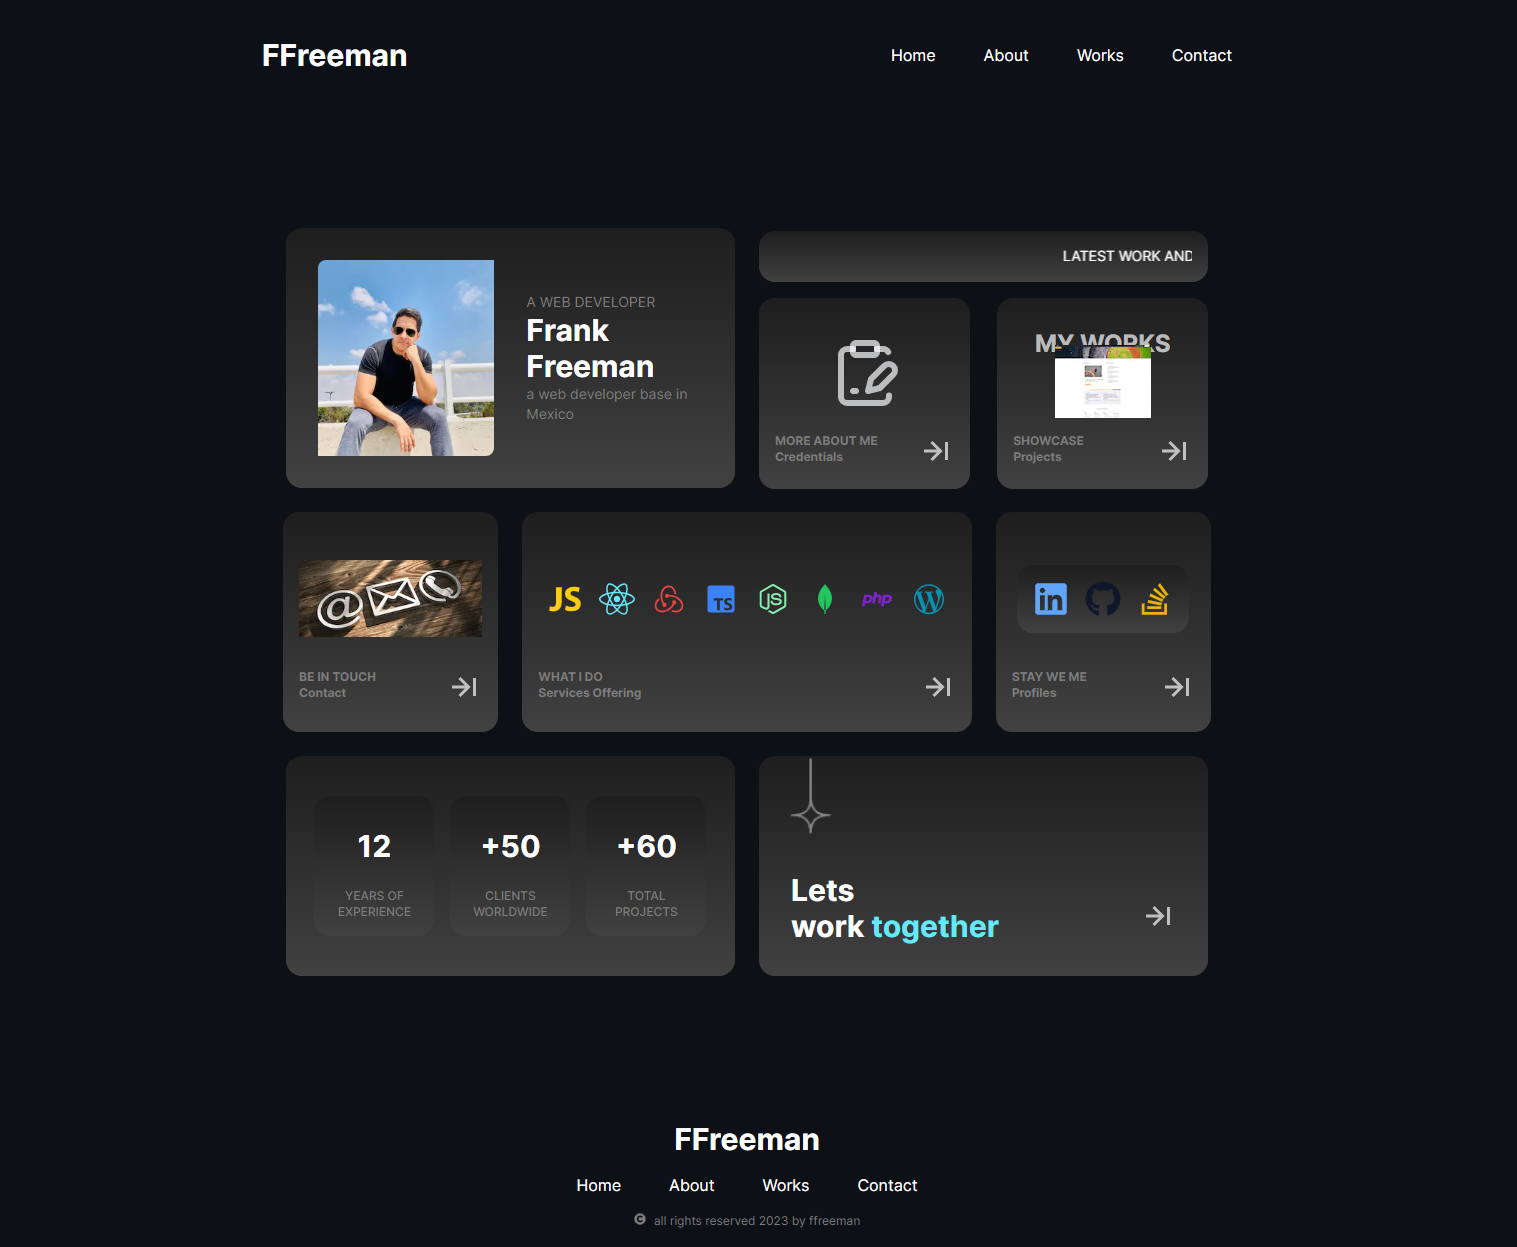 FFreeman
Home About Works Contact
A WEB DEVELOPER
Frank
Freeman
a web developer base in
Mexico
LATEST WORK AND
MORE ABOUT ME
Credentials
MY WORKS
SHOWCASE
Projects
BE IN TOUCH
Contact
JS TS JS php W
WHAT I DO
Services Offering
in
STAY WE ME
Profiles
12
YEARS OF
EXPERIENCE
+50
CLIENTS
WORLDWIDE
+60
TOTAL
PROJECTS
Lets
work together
FFreeman
Home About Works Contact
© all rights reserved 2023 by ffreeman